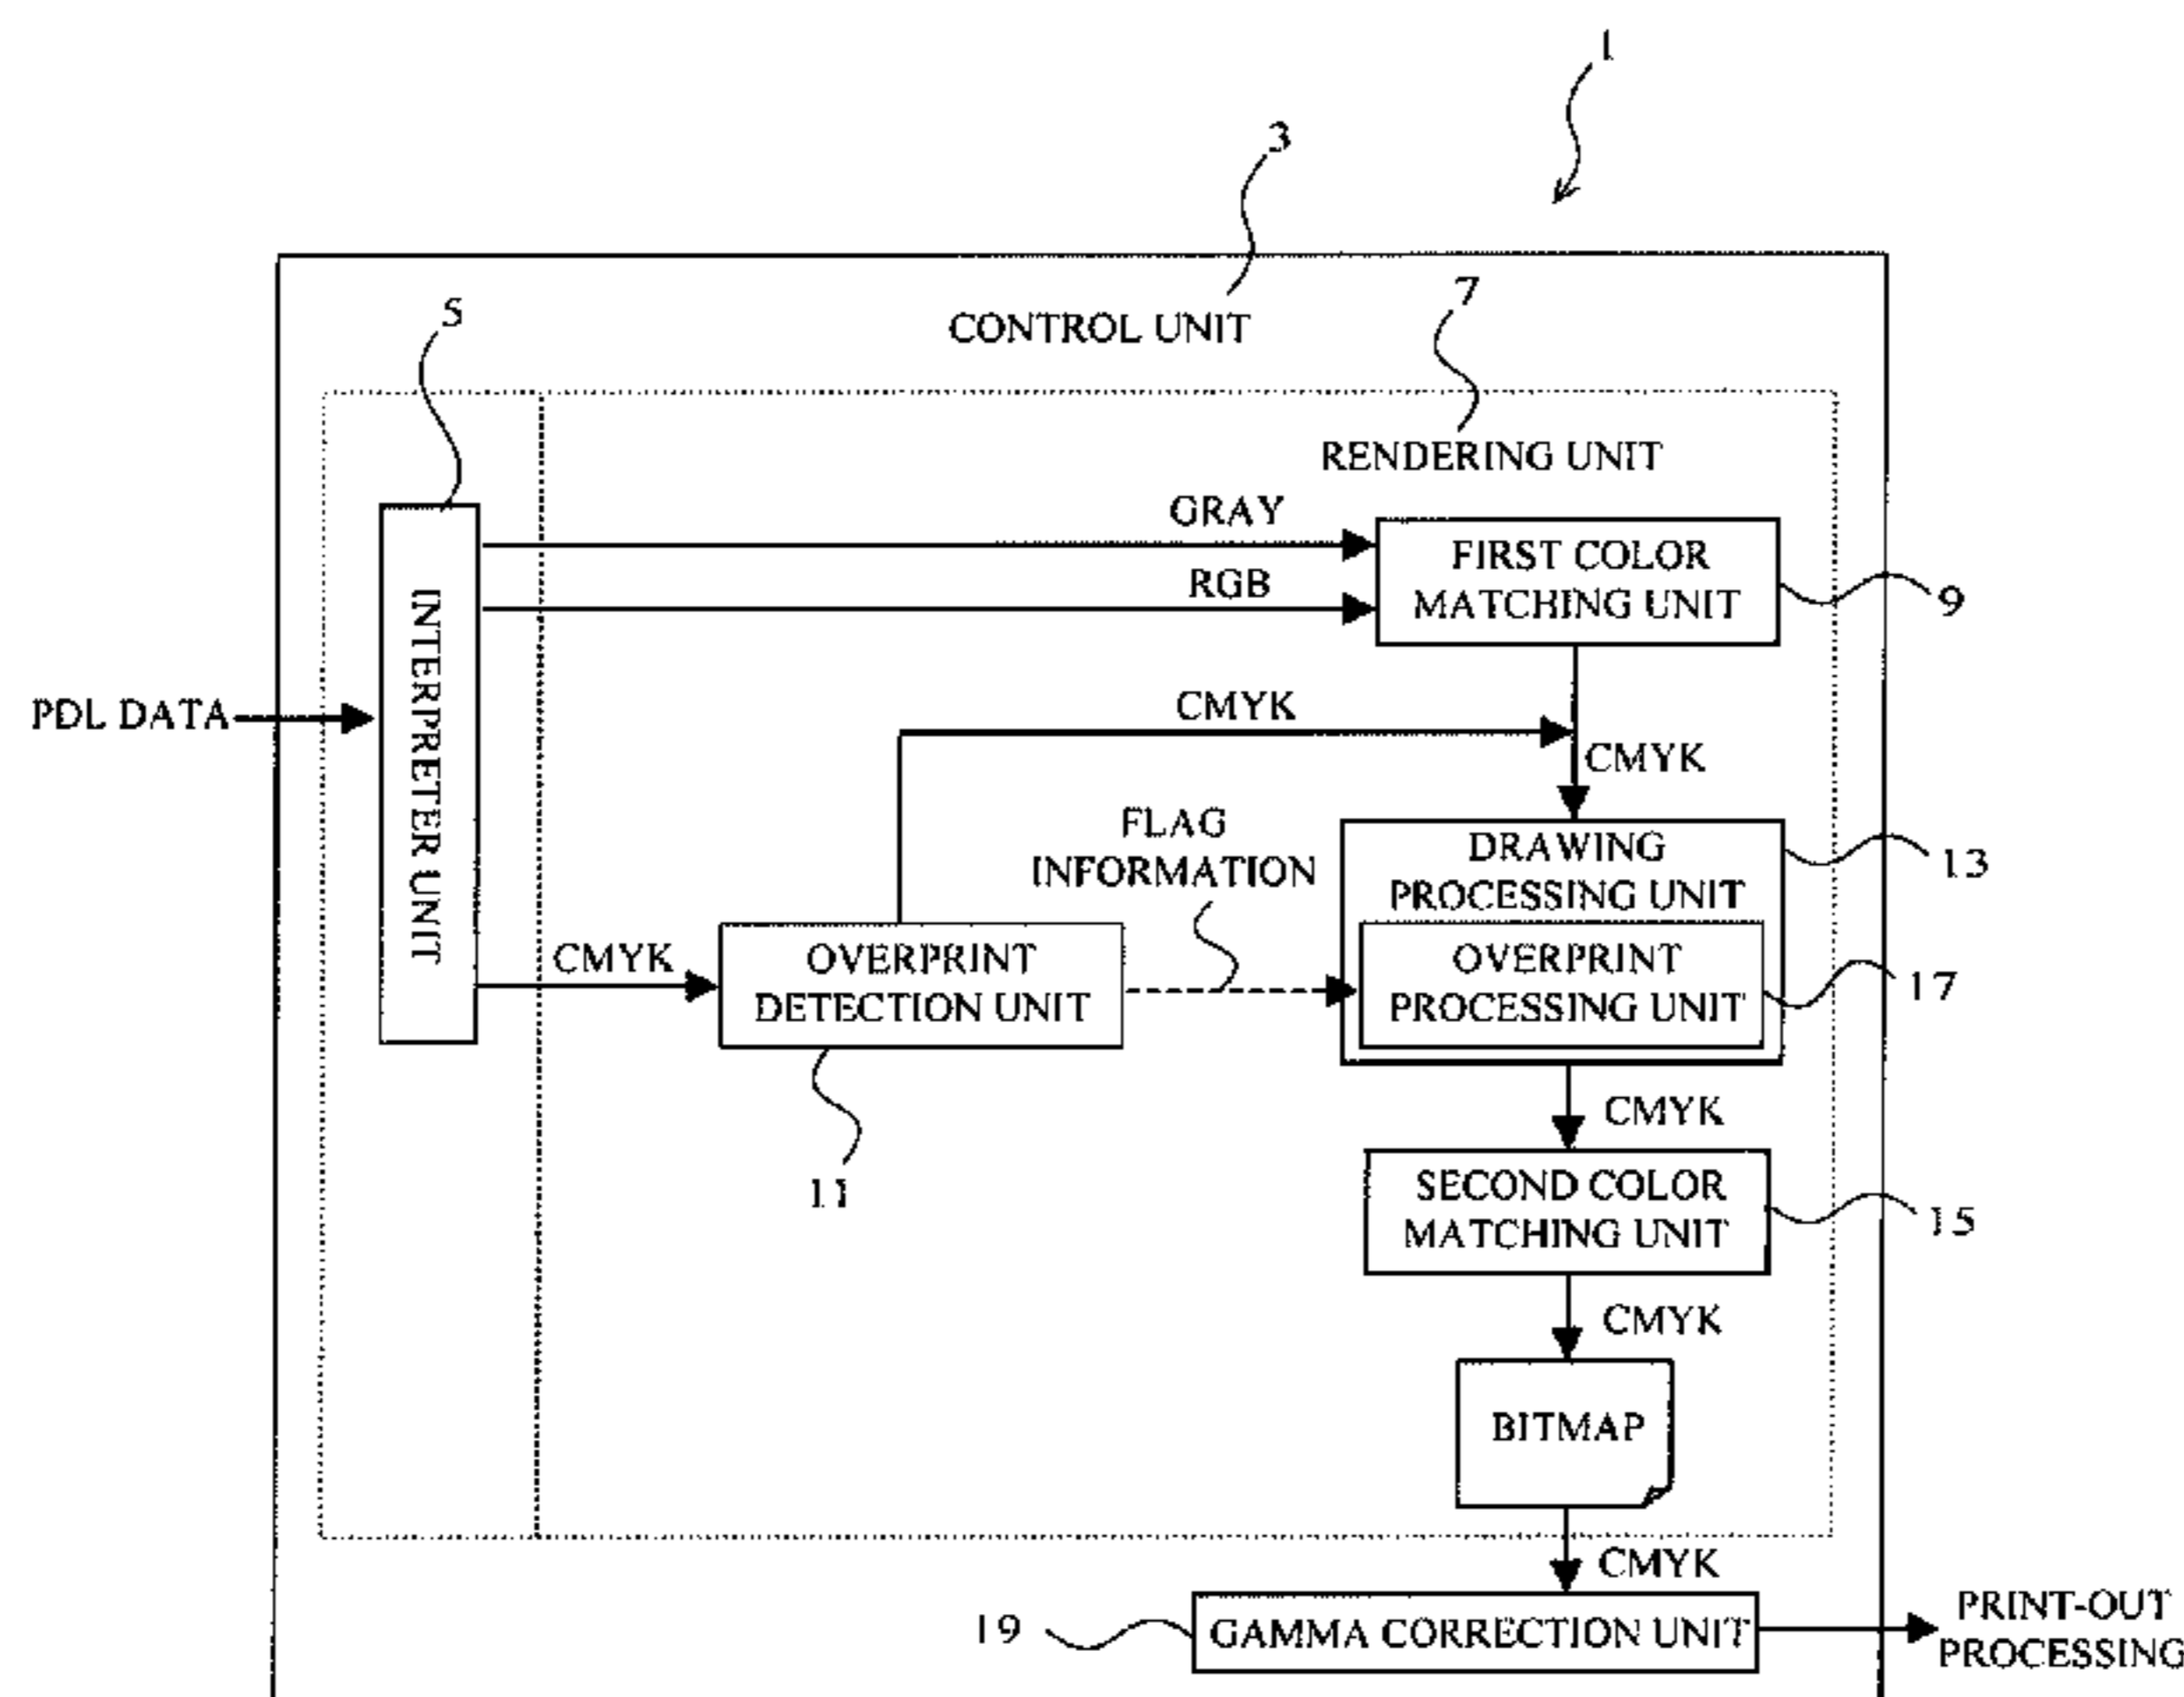 1
3
CONTROL UNIT
5
7
RENDERING UNIT
GRAY
RGB
FIRST COLOR
MATCHING UNIT
9
INTERPRETER UNIT
PDL DATA
CMYK
CMYK
FLAG
INFORMATION
DRAWING
PROCESSING UNIT
13
CMYK
OVERPRINT
DETECTION UNIT
OVERPRINT
PROCESSING UNIT
17
11
CMYK
SECOND COLOR
MATCHING UNIT
15
CMYK
BITMAP
CMYK
19
GAMMA CORRECTION UNIT
PRINT-OUT
PROCESSING